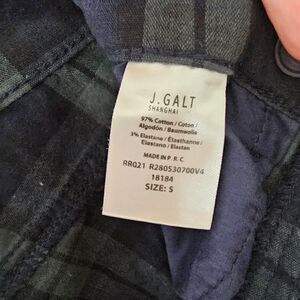 J.GALT
SHANGHAI
97% Cotton / Coton /
Algodón / Baumwolle
3% Elastane / Élasthanne /
Elastano / Elastan
MADE IN P. R. C
RR021 R280530700V4
18184
SIZE: S